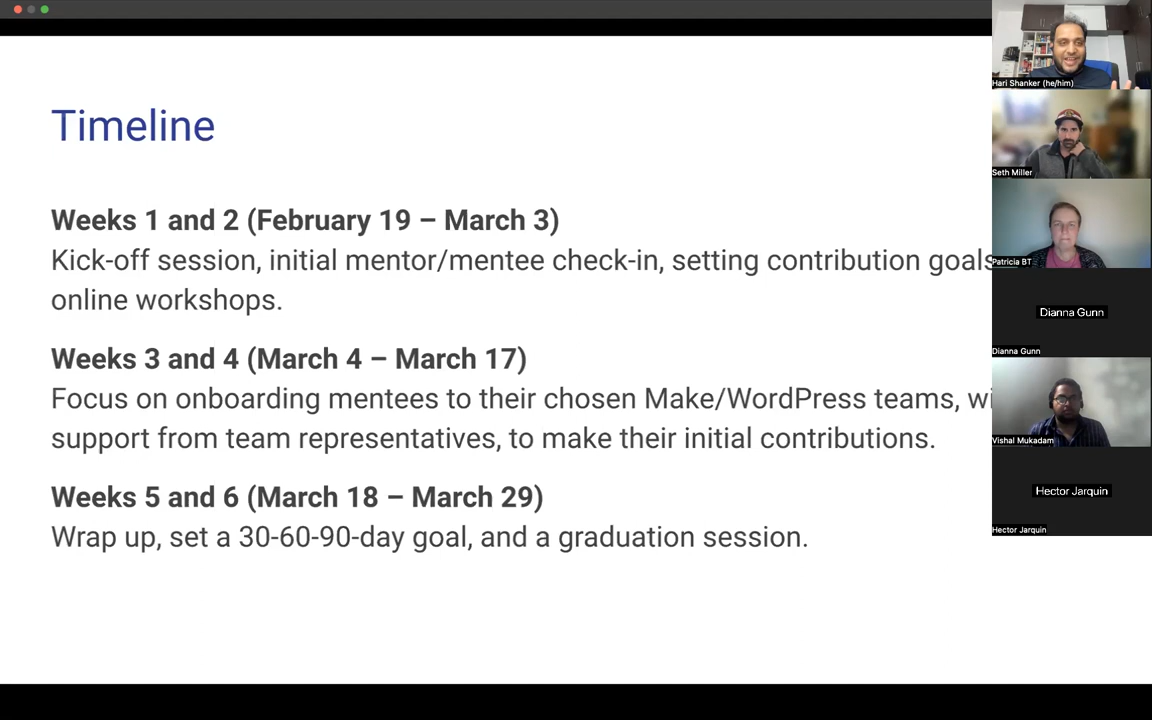 Timeline
Weeks 1 and 2 (February 19 – March 3)
Kick-off session, initial mentor/mentee check-in, setting contribution goals
online workshops.
Weeks 3 and 4 (March 4 – March 17)
Focus on onboarding mentees to their chosen Make/WordPress teams,
support from team representatives, to make their initial contributions.
Weeks 5 and 6 (March 18 – March 29)
Wrap up, set a 30-60-90-day goal, and a graduation session.
Hari Shanker (he/him)
Seth Miller
Patricia BT
Dianna Gunn
Dianna Gunn
Vishal Mukadam
Hector Jarquin
Hector Jarquin